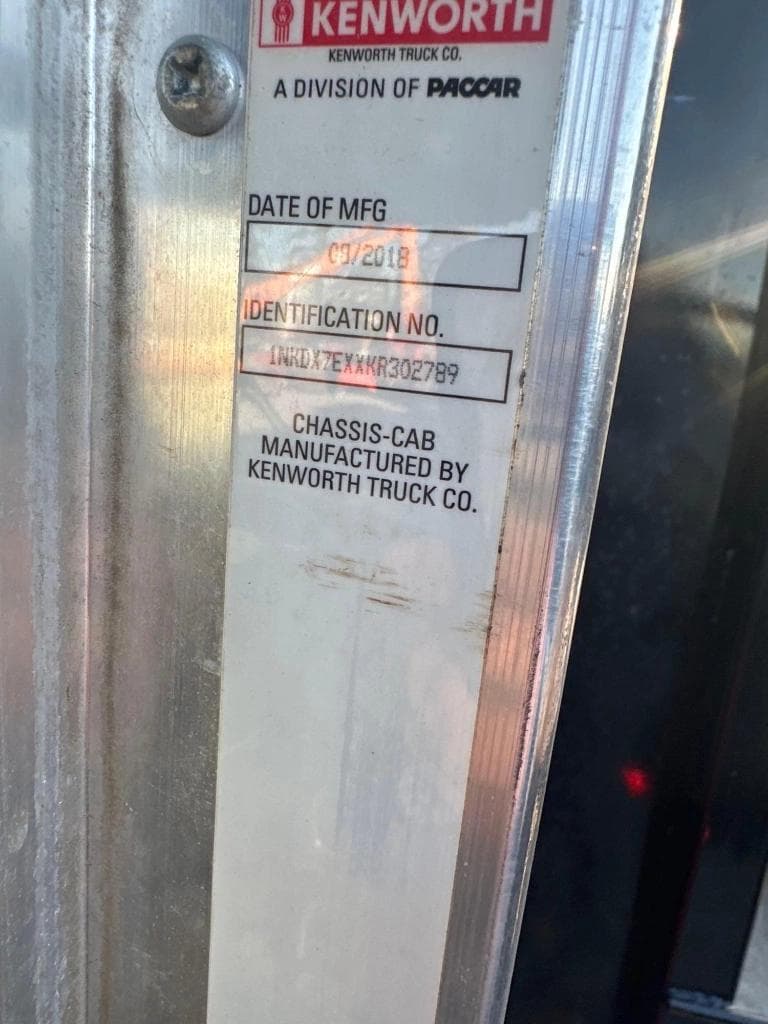 KENWORTH
KENWORTH TRUCK CO.
A DIVISION OF PACCAR
DATE OF MFG
09/2018
IDENTIFICATION NO.
1NKDX7EXXKR302789
CHASSIS-CAB
MANUFACTURED BY
KENWORTH TRUCK CO.